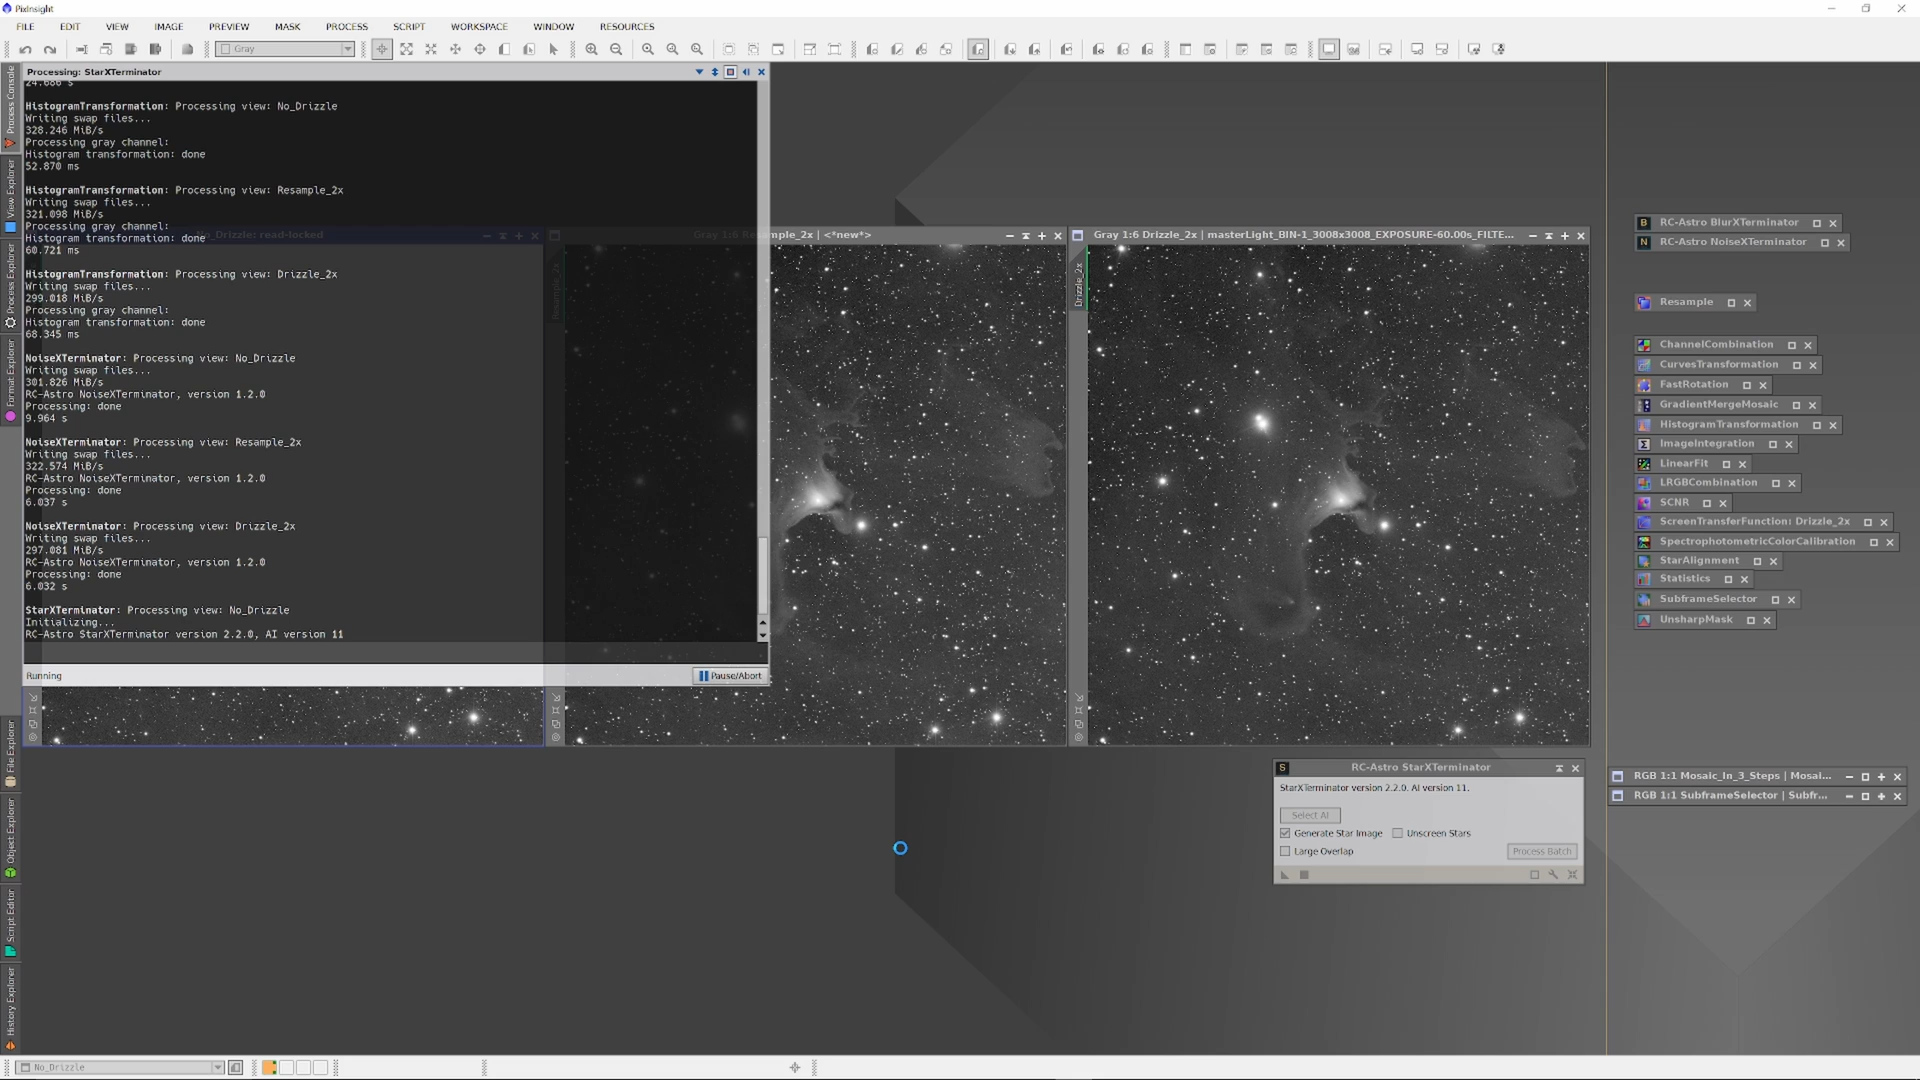 PixInsight
FILE EDIT VIEW IMAGE PREVIEW MASK PROCESS SCRIPT WORKSPACE WINDOW RESOURCES
Gray
Processing: StarXTerminator
24.686 s
HistogramTransformation: Processing view: No_Drizzle
Writing swap files...
328.246 MiB/s
Processing gray channel:
Histogram transformation: done
52.870 ms
HistogramTransformation: Processing view: Resample_2x
Writing swap files...
321.098 MiB/s
Processing gray channel:
Histogram transformation: done
60.721 ms
HistogramTransformation: Processing view: Drizzle_2x
Writing swap files...
299.018 MiB/s
Processing gray channel:
Histogram transformation: done
68.345 ms
NoiseXTerminator: Processing view: No_Drizzle
Writing swap files...
301.826 MiB/s
RC-Astro NoiseXTerminator, version 1.2.0
Processing: done
9.964 s
NoiseXTerminator: Processing view: Resample_2x
Writing swap files...
322.574 MiB/s
RC-Astro NoiseXTerminator, version 1.2.0
Processing: done
6.037 s
NoiseXTerminator: Processing view: Drizzle_2x
Writing swap files...
297.081 MiB/s
RC-Astro NoiseXTerminator, version 1.2.0
Processing: done
6.032 s
StarXTerminator: Processing view: No_Drizzle
Initializing...
RC-Astro StarXTerminator version 2.2.0, AI version 11
Running
Pause/Abort
Process Console
View Explorer
Process Explorer
Format Explorer
File Explorer
Object Explorer
Script Editor
History Explorer
No_Drizzle: read-locked
Gray 1:6 Resample_2x | <*new*>
Resample_2x
Gray 1:6 Drizzle_2x | masterLight_BIN-1_3008x3008_EXPOSURE-60.00s_FILTE...
Drizzle_2x
RC-Astro BlurXTerminator
RC-Astro NoiseXTerminator
Resample
ChannelCombination
CurvesTransformation
FastRotation
GradientMergeMosaic
HistogramTransformation
ImageIntegration
LinearFit
LRGBCombination
SCNR
ScreenTransferFunction: Drizzle_2x
SpectrophotometricColorCalibration
StarAlignment
Statistics
SubframeSelector
UnsharpMask
RC-Astro StarXTerminator
StarXTerminator version 2.2.0. AI version 11.
Select AI
Generate Star Image Unscreen Stars
Large Overlap
Process Batch
RGB 1:1 Mosaic_In_3_Steps | Mosai...
RGB 1:1 SubframeSelector | Subfr...
No_Drizzle